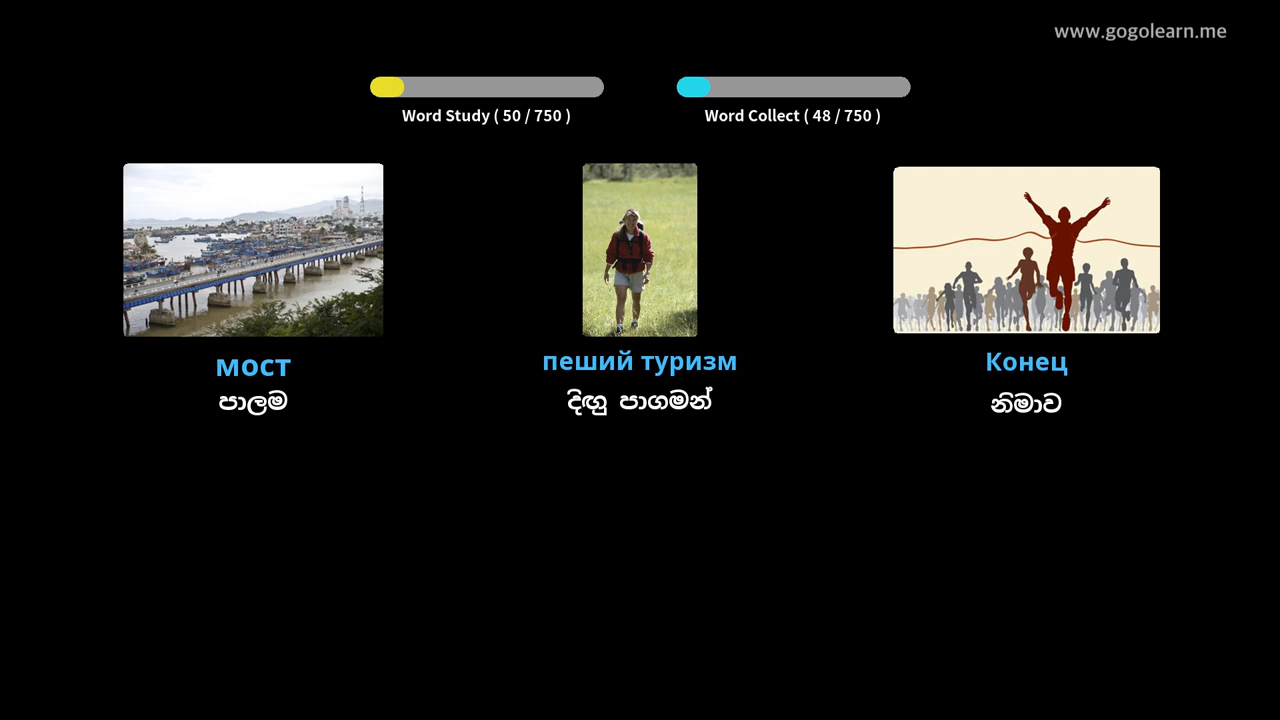 www.gogolearn.me
Word Study ( 50 / 750 )
Word Collect ( 48 / 750 )
мост
пеший туризм
Конец
පාලම
දිඟු පාගමන්
නිමාව